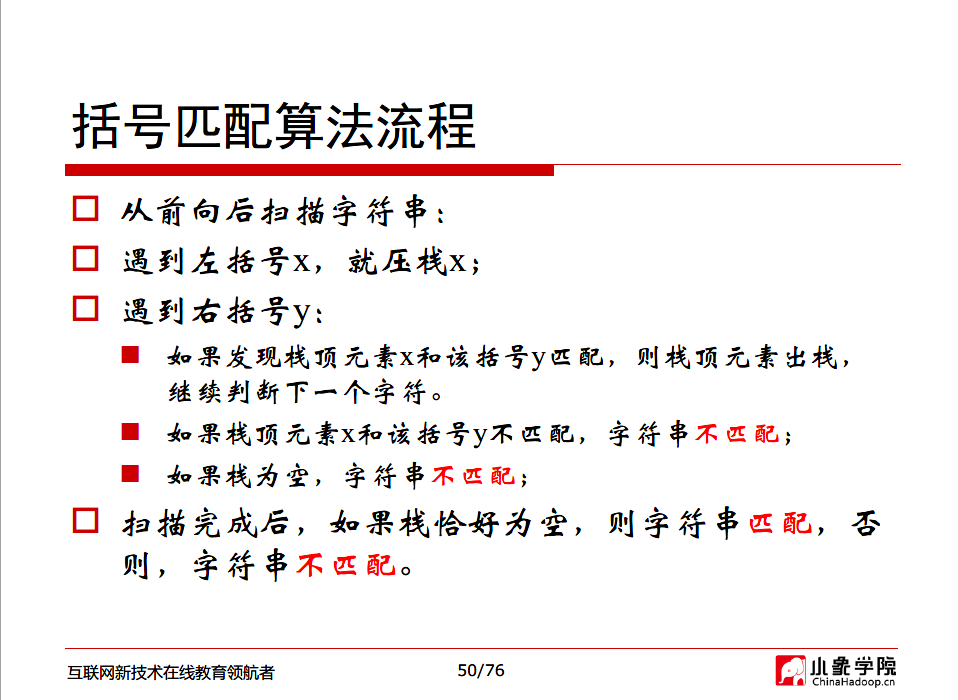 括号匹配算法流程
从前向后扫描字符串：
遇到左括号x，就压栈x；
遇到右括号y：
如果发现栈顶元素x和该括号y匹配，则栈顶元素出栈，
继续判断下一个字符。
如果栈顶元素x和该括号y不匹配，字符串不匹配；
如果栈为空，字符串不匹配；
扫描完成后，如果栈恰好为空，则字符串匹配，否
则，字符串不匹配。
互联网新技术在线教育领航者
50/76
小象学院
ChinaHadoop.cn